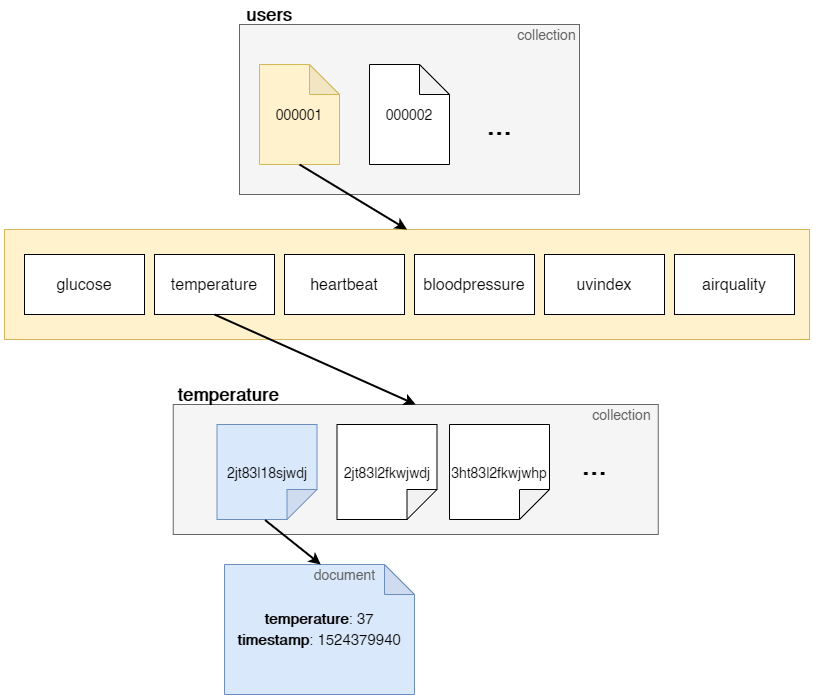 users
collection
000001
000002
...
glucose
temperature
heartbeat
bloodpressure
uvindex
airquality
temperature
collection
2jt83l18sjwdj
2jt83l2fkwjwdj
3ht83l2fkwjwhp
...
document
temperature: 37
timestamp: 1524379940